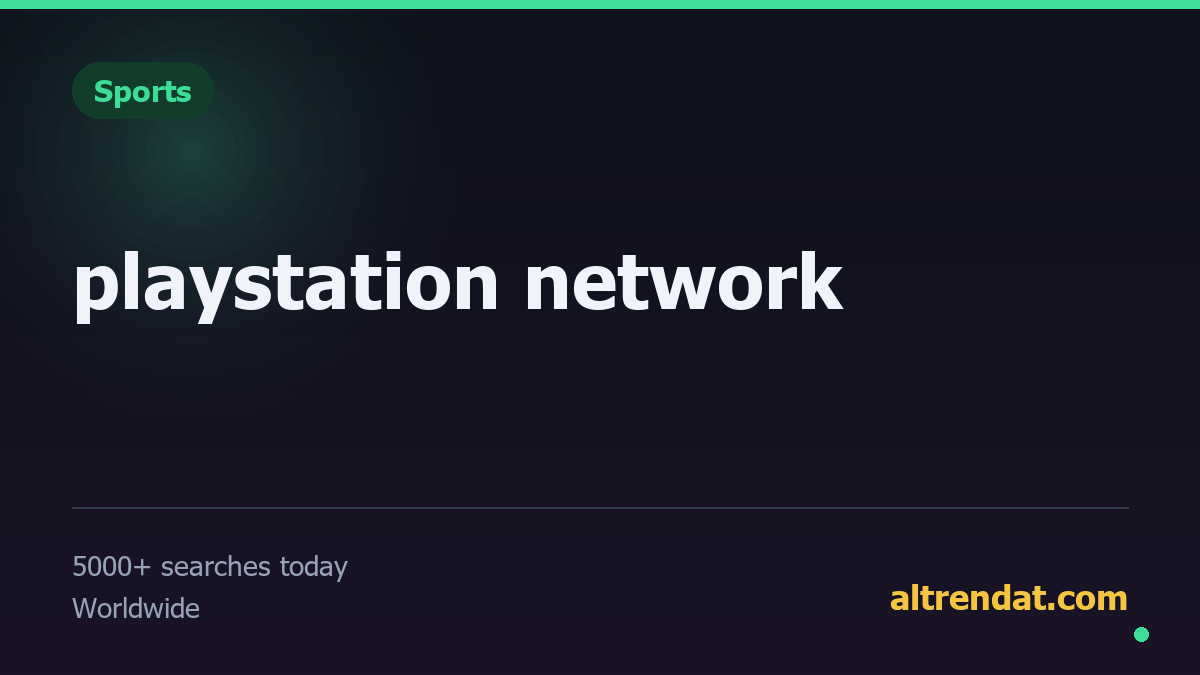 Sports
playstation network
5000+ searches today
Worldwide
altrendat.com